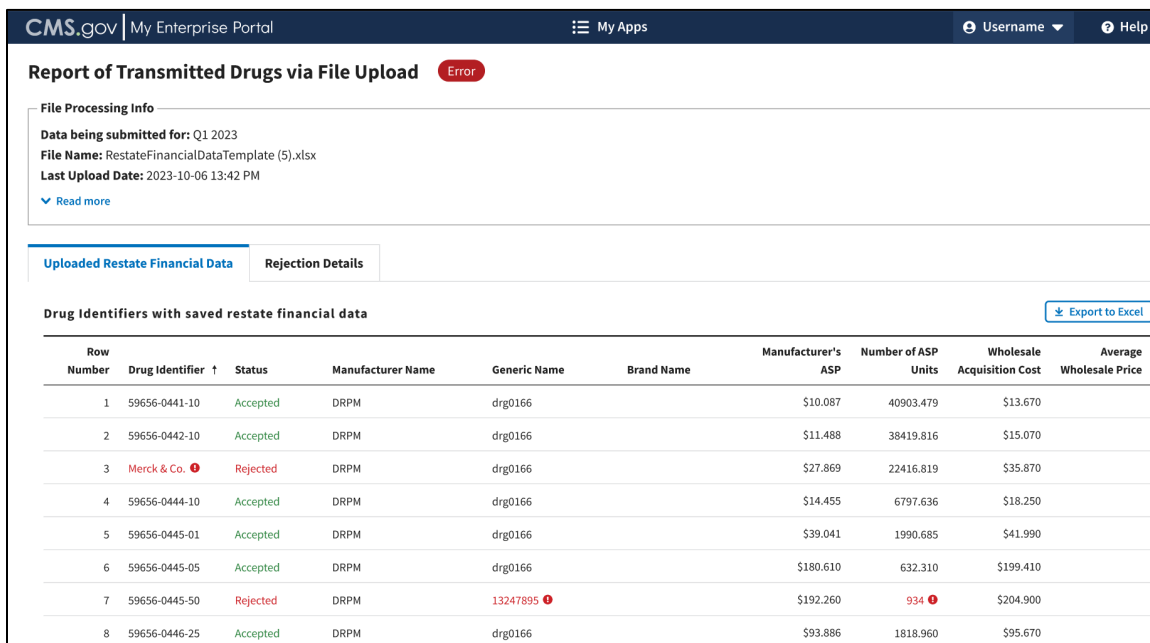 CMS.gov My Enterprise Portal My Apps Username Help
Report of Transmitted Drugs via File Upload Error
File Processing Info
Data being submitted for: Q1 2023
File Name: RestateFinancialDataTemplate (5).xlsx
Last Upload Date: 2023-10-06 13:42 PM
Read more
Uploaded Restate Financial Data Rejection Details
Drug Identifiers with saved restate financial data Export to Excel
Row Manufacturer's Number of ASP Wholesale Average
Number Drug Identifier ↑ Status Manufacturer Name Generic Name Brand Name ASP Units Acquisition Cost Wholesale Price
1 59656-0441-10 Accepted DRPM drg0166 $10.087 40903.479 $13.670
2 59656-0442-10 Accepted DRPM drg0166 $11.488 38419.816 $15.070
3 Merck & Co. Rejected DRPM drg0166 $27.869 22416.819 $35.870
4 59656-0444-10 Accepted DRPM drg0166 $14.455 6797.636 $18.250
5 59656-0445-01 Accepted DRPM drg0166 $39.041 1990.685 $41.990
6 59656-0445-05 Accepted DRPM drg0166 $180.610 632.310 $199.410
7 59656-0445-50 Rejected DRPM 13247895 $192.260 934 $204.900
8 59656-0446-25 Accepted DRPM drg0166 $93.886 1818.960 $95.670